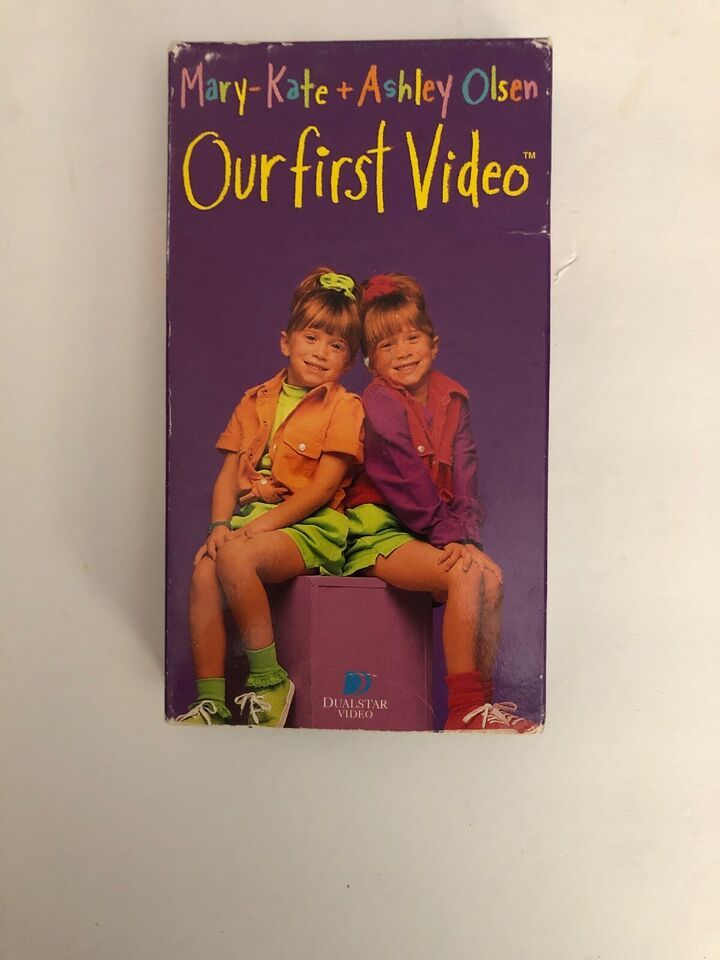 Mary-Kate + Ashley Olsen
Our first Video™
DUALSTAR
VIDEO